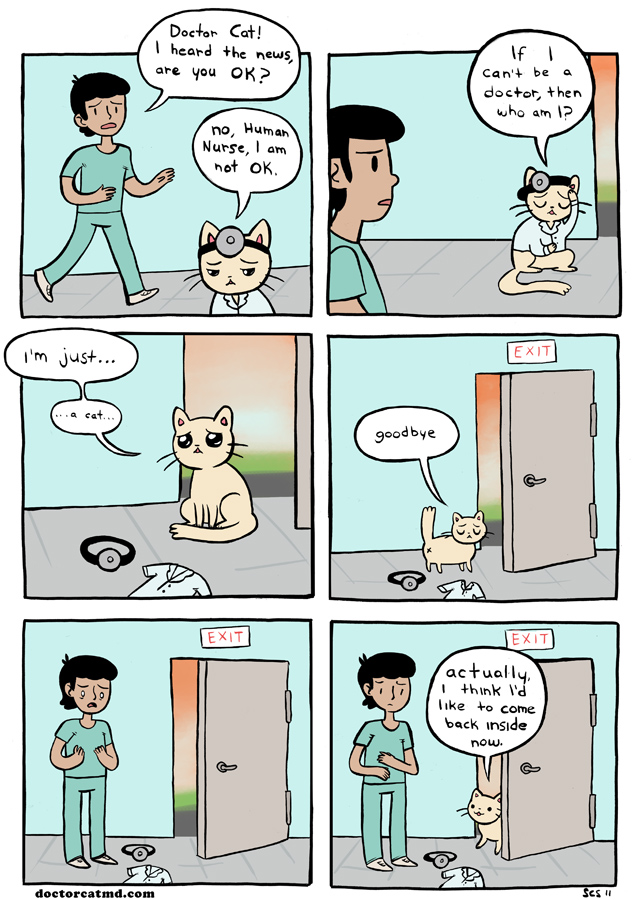 Doctor Cat!
I heard the news,
are you OK?
no, Human
Nurse, I am
not OK.
If I
can't be a
doctor, then
who am I?
I'm just...
...a cat...
EXIT
goodbye
EXIT
EXIT
actually,
I think I'd
like to come
back inside
now.
doctorcatmd.com
SCS 11